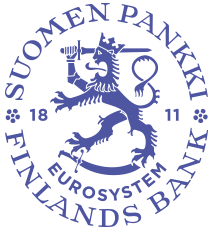 SUOMEN PANKKI
18 11
EUROSYSTEM
FINLANDS BANK